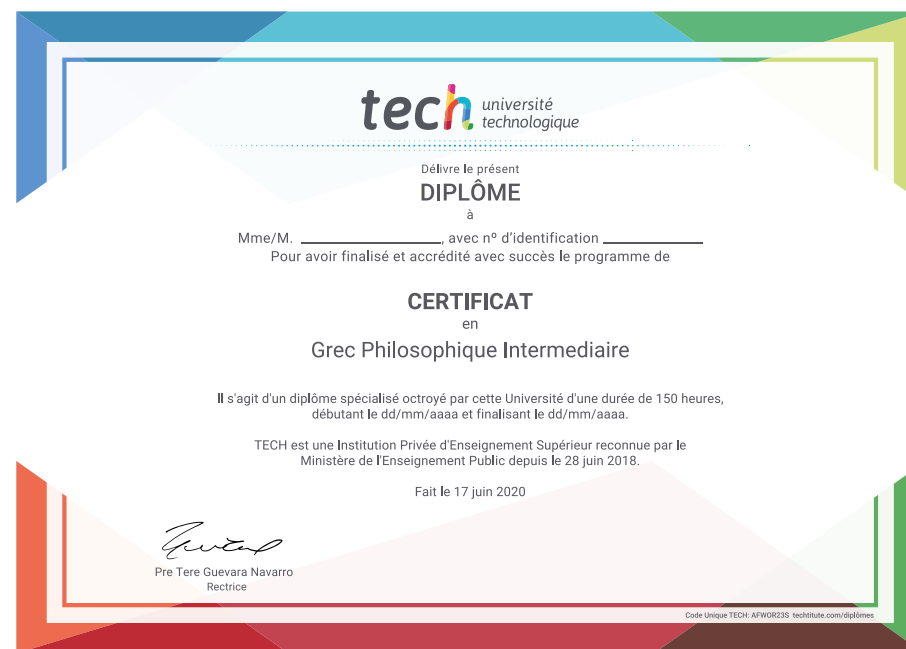 tech université
technologique
Délivre le présent
DIPLÔME
à
Mme/M. ____________________, avec nº d'identification ______________
Pour avoir finalisé et accrédité avec succès le programme de
CERTIFICAT
en
Grec Philosophique Intermediaire
Il s'agit d'un diplôme spécialisé octroyé par cette Université d'une durée de 150 heures,
débutant le dd/mm/aaaa et finalisant le dd/mm/aaaa.
TECH est une Institution Privée d'Enseignement Supérieur reconnue par le
Ministère de l'Enseignement Public depuis le 28 juin 2018.
Fait le 17 juin 2020
Pre Tere Guevara Navarro
Rectrice
Code Unique TECH: AFWOR23S techtitute.com/diplômes